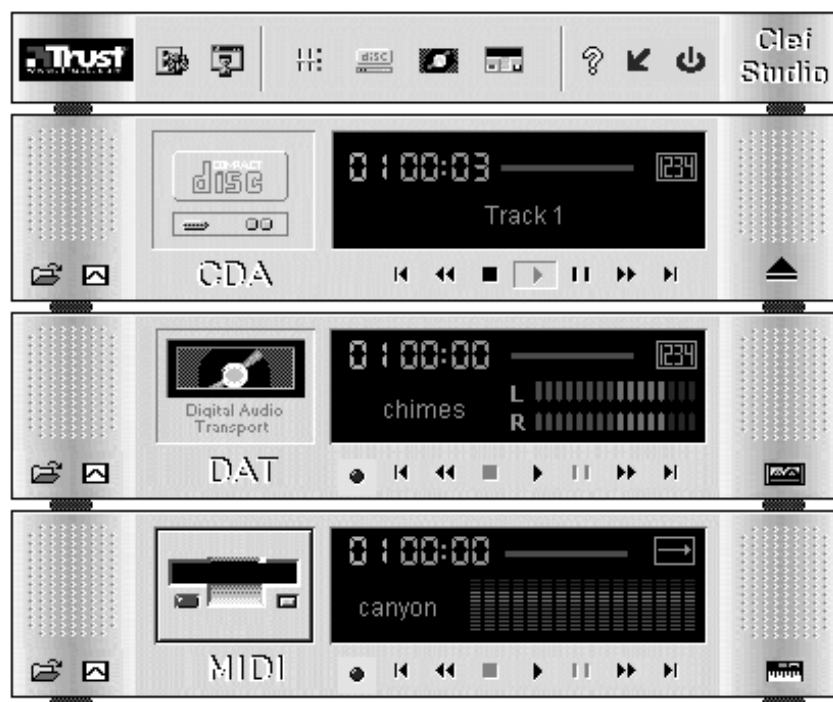 Trust
Clef
Studio
disc
COMPACT
disc
01 00:03
1234
Track 1
CDA
01 00:00
1234
L
chimes
R
Digital Audio
Transport
DAT
01 00:00
canyon
MIDI